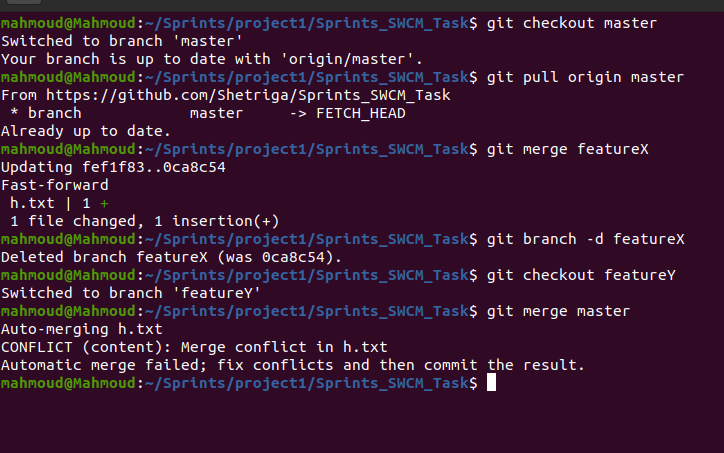 mahmoud@Mahmoud:~/Sprints/project1/Sprints_SWCM_Task$ git checkout master
Switched to branch 'master'
Your branch is up to date with 'origin/master'.
mahmoud@Mahmoud:~/Sprints/project1/Sprints_SWCM_Task$ git pull origin master
From https://github.com/Shetriga/Sprints_SWCM_Task
 * branch            master     -> FETCH_HEAD
Already up to date.
mahmoud@Mahmoud:~/Sprints/project1/Sprints_SWCM_Task$ git merge featureX
Updating fef1f83..0ca8c54
Fast-forward
 h.txt | 1 +
 1 file changed, 1 insertion(+)
mahmoud@Mahmoud:~/Sprints/project1/Sprints_SWCM_Task$ git branch -d featureX
Deleted branch featureX (was 0ca8c54).
mahmoud@Mahmoud:~/Sprints/project1/Sprints_SWCM_Task$ git checkout featureY
Switched to branch 'featureY'
mahmoud@Mahmoud:~/Sprints/project1/Sprints_SWCM_Task$ git merge master
Auto-merging h.txt
CONFLICT (content): Merge conflict in h.txt
Automatic merge failed; fix conflicts and then commit the result.
mahmoud@Mahmoud:~/Sprints/project1/Sprints_SWCM_Task$